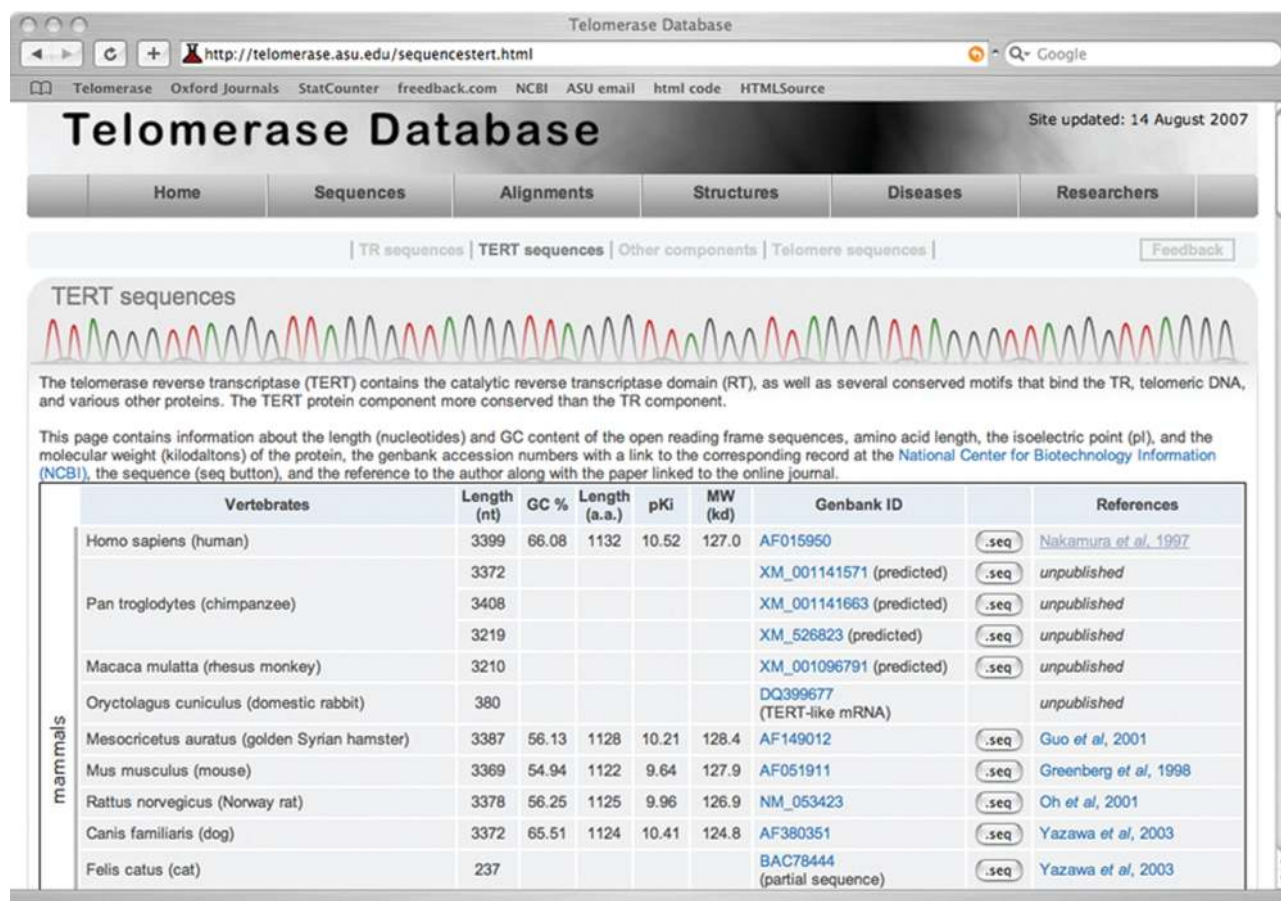 Telomerase Database
http://telomerase.asu.edu/sequencestert.html
Google
Telomerase Oxford Journals StatCounter freedback.com NCBI ASU email html code HTMLSource
Telomerase Database
Site updated: 14 August 2007
Home Sequences Alignments Structures Diseases Researchers
| TR sequences | TERT sequences | Other components | Telomere sequences |
Feedback
TERT sequences
The telomerase reverse transcriptase (TERT) contains the catalytic reverse transcriptase domain (RT), as well as several conserved motifs that bind the TR, telomeric DNA,
and various other proteins. The TERT protein component more conserved than the TR component.
This page contains information about the length (nucleotides) and GC content of the open reading frame sequences, amino acid length, the isoelectric point (pI), and the
molecular weight (kilodaltons) of the protein, the genbank accession numbers with a link to the corresponding record at the National Center for Biotechnology Information
(NCBI), the sequence (seq button), and the reference to the author along with the paper linked to the online journal.
Vertebrates Length (nt) GC % Length (a.a.) pKi MW (kd) Genbank ID References
mammals
Homo sapiens (human) 3399 66.08 1132 10.52 127.0 AF015950 .seq Nakamura et al, 1997
3372 XM_001141571 (predicted) .seq unpublished
Pan troglodytes (chimpanzee) 3408 XM_001141663 (predicted) .seq unpublished
3219 XM_526823 (predicted) .seq unpublished
Macaca mulatta (rhesus monkey) 3210 XM_001096791 (predicted) .seq unpublished
Oryctolagus cuniculus (domestic rabbit) 380 DQ399677 (TERT-like mRNA) unpublished
Mesocricetus auratus (golden Syrian hamster) 3387 56.13 1128 10.21 128.4 AF149012 .seq Guo et al, 2001
Mus musculus (mouse) 3369 54.94 1122 9.64 127.9 AF051911 .seq Greenberg et al, 1998
Rattus norvegicus (Norway rat) 3378 56.25 1125 9.96 126.9 NM_053423 .seq Oh et al, 2001
Canis familiaris (dog) 3372 65.51 1124 10.41 124.8 AF380351 .seq Yazawa et al, 2003
Felis catus (cat) 237 BAC78444 (partial sequence) .seq Yazawa et al, 2003